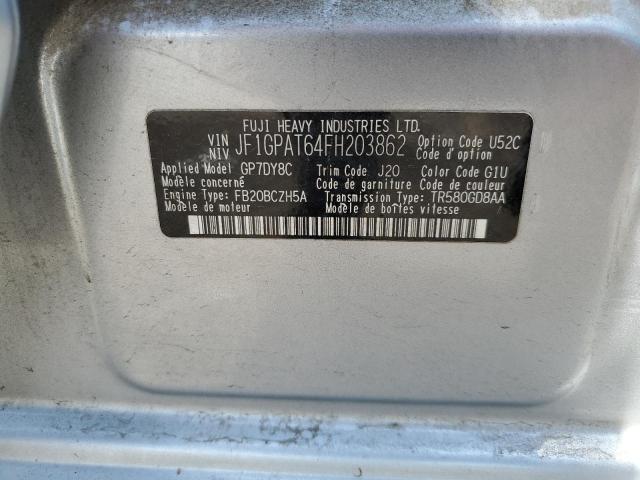 FUJI HEAVY INDUSTRIES LTD.
VIN NIV JF1GPAT64FH203862 Option Code U52C
Code d'option
Applied Model GP7DY8C Trim Code J20 Color Code G1U
Modèle concerné Code de garniture Code de couleur
Engine Type: FB20BCZH5A Transmission Type: TR580GD8AA
Modèle de moteur Modèle de boîtes vitesse